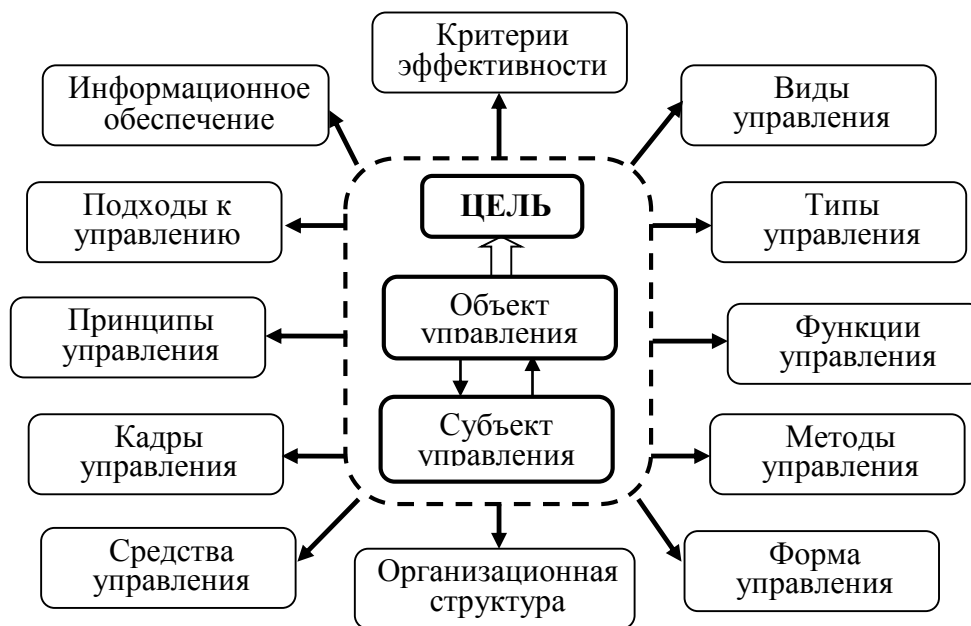 Критерии
эффективности
Информационное
обеспечение
Виды
управления
ЦЕЛЬ
Подходы к
управлению
Типы
управления
Объект
управления
Принципы
управления
Функции
управления
Субъект
управления
Кадры
управления
Методы
управления
Средства
управления
Организационная
структура
Форма
управления